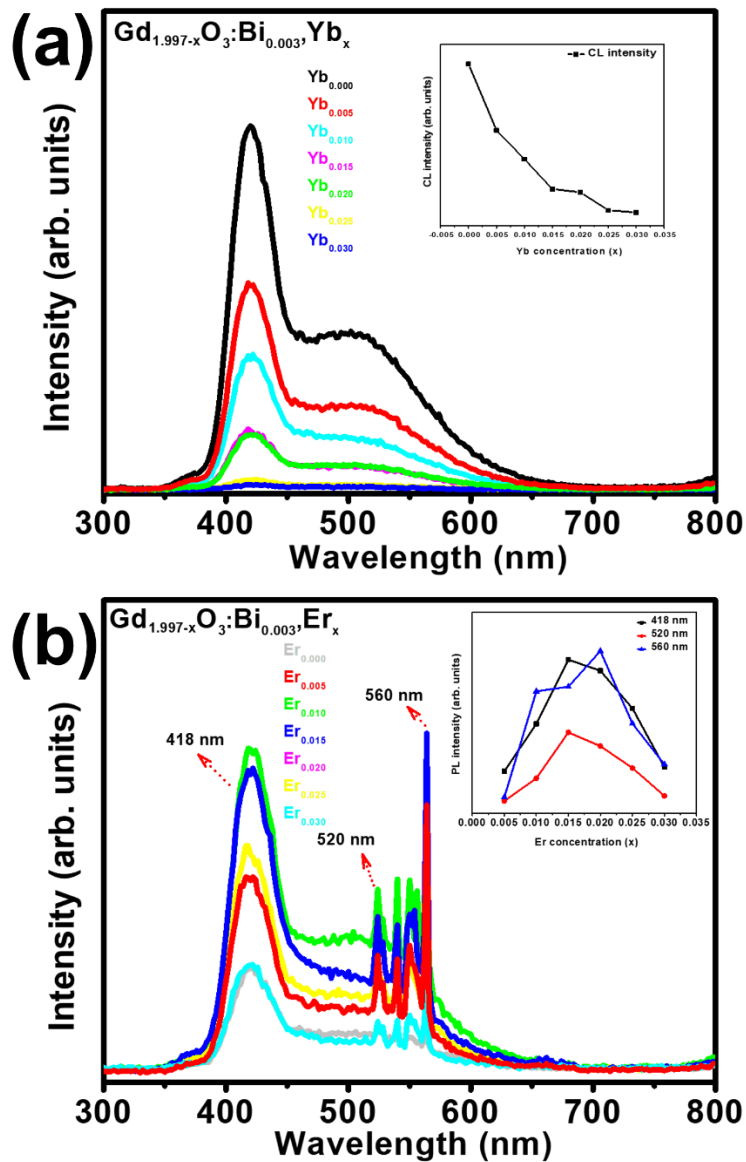 (a)
Gd1.997-xO3:Bi0.003,Ybx
Yb0.000
Yb0.005
Yb0.010
Yb0.015
Yb0.020
Yb0.025
Yb0.030
CL intensity
CL intensity (arb. units)
-0.005 0.000 0.005 0.010 0.015 0.020 0.025 0.030 0.035
Yb concentration (x)
Intensity (arb. units)
300 400 500 600 700 800
Wavelength (nm)
(b)
Gd1.997-xO3:Bi0.003,Erx
Er0.000
Er0.005
Er0.010
Er0.015
Er0.020
Er0.025
Er0.030
418 nm
520 nm
560 nm
418 nm
520 nm
560 nm
PL intensity (arb. units)
0.000 0.005 0.010 0.015 0.020 0.025 0.030 0.035
Er concentration (x)
Intensity (arb. units)
300 400 500 600 700 800
Wavelength (nm)